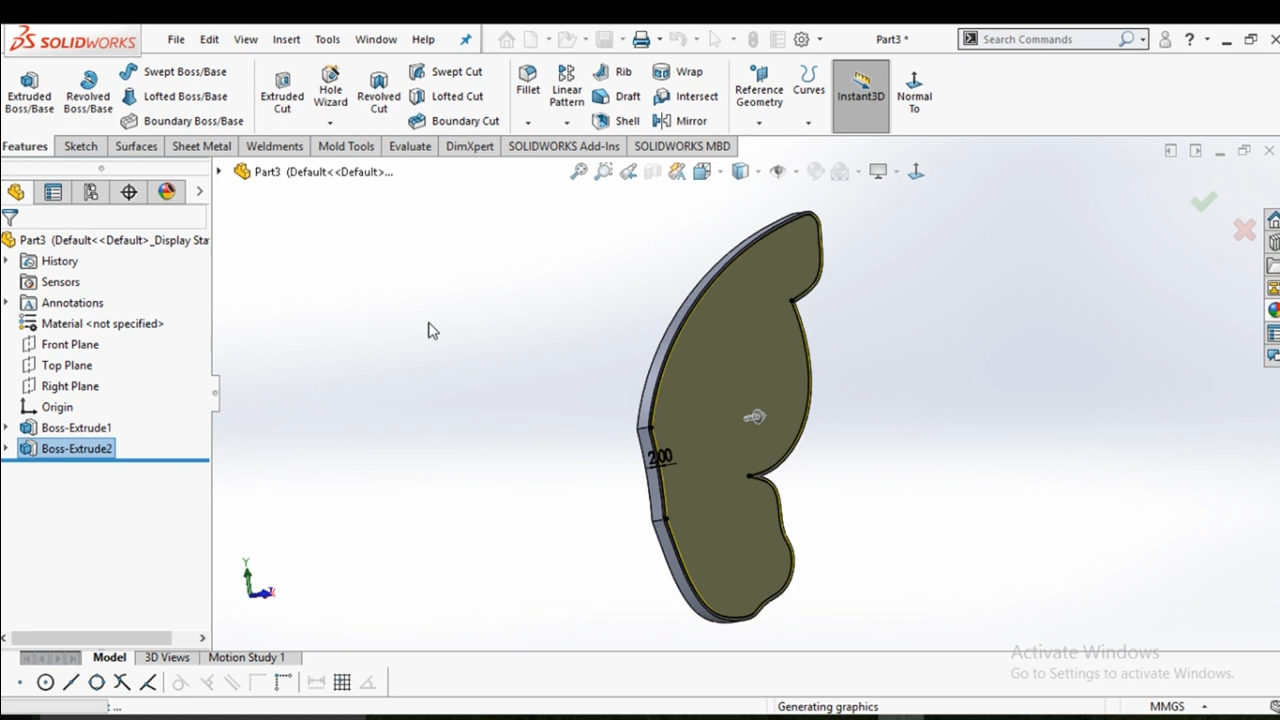 SOLIDWORKS File Edit View Insert Tools Window Help Part3 * Search Commands ?
Extruded Boss/Base
Revolved Boss/Base
Swept Boss/Base
Lofted Boss/Base
Boundary Boss/Base
Extruded Cut
Hole Wizard
Revolved Cut
Swept Cut
Lofted Cut
Boundary Cut
Fillet
Linear Pattern
Rib
Draft
Shell
Wrap
Intersect
Mirror
Reference Geometry
Curves
Instant3D
Normal To
Features Sketch Surfaces Sheet Metal Weldments Mold Tools Evaluate DimXpert SOLIDWORKS Add-Ins SOLIDWORKS MBD
Part3 (Default<<Default>...
Part3 (Default<<Default>_Display Sta
History
Sensors
Annotations
Material <not specified>
Front Plane
Top Plane
Right Plane
Origin
Boss-Extrude1
Boss-Extrude2
2.00
Y
Z
Activate Windows
Go to Settings to activate Windows.
Model 3D Views Motion Study 1
: ...
Generating graphics
MMGS